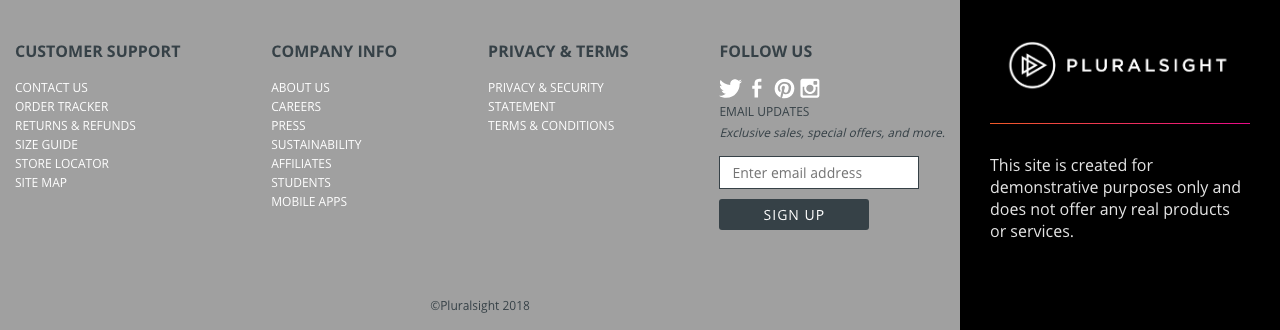 CUSTOMER SUPPORT
CONTACT US
ORDER TRACKER
RETURNS & REFUNDS
SIZE GUIDE
STORE LOCATOR
SITE MAP
COMPANY INFO
ABOUT US
CAREERS
PRESS
SUSTAINABILITY
AFFILIATES
STUDENTS
MOBILE APPS
PRIVACY & TERMS
PRIVACY & SECURITY
STATEMENT
TERMS & CONDITIONS
FOLLOW US
EMAIL UPDATES
Exclusive sales, special offers, and more.
Enter email address
SIGN UP
©Pluralsight 2018
PLURALSIGHT
This site is created for
demonstrative purposes only and
does not offer any real products
or services.